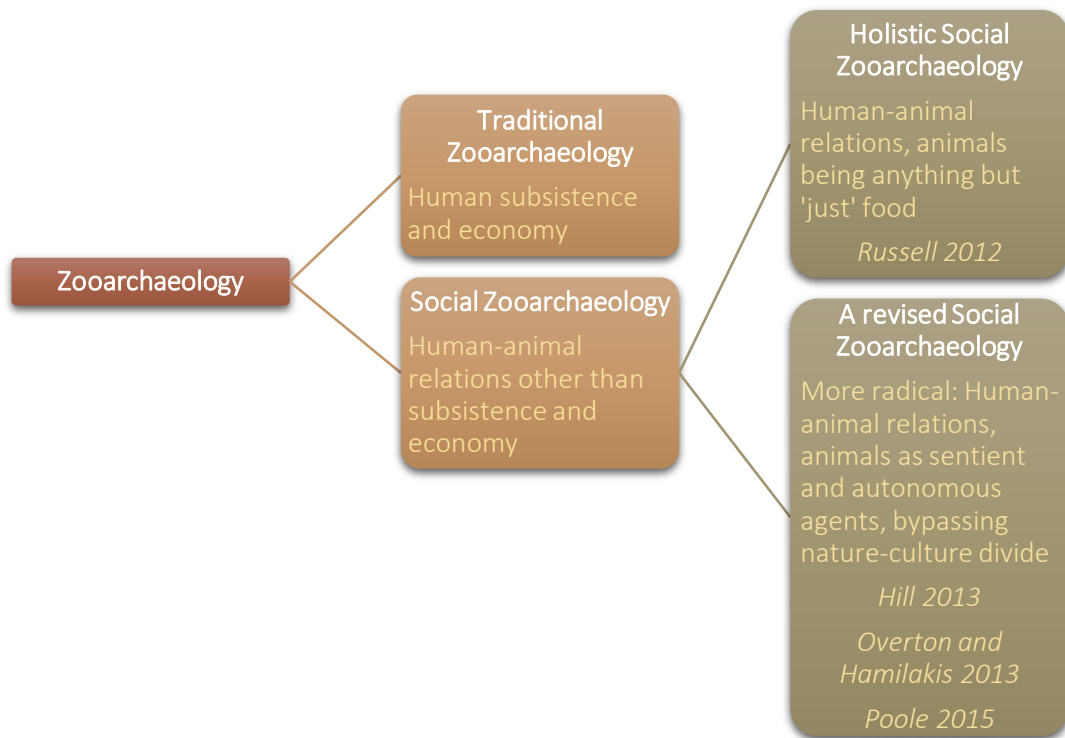 Zooarchaeology
Traditional
Zooarchaeology
Human subsistence
and economy
Social Zooarchaeology
Human-animal
relations other than
subsistence and
economy
Holistic Social
Zooarchaeology
Human-animal
relations, animals
being anything but
'just' food
Russell 2012
A revised Social
Zooarchaeology
More radical: Human-
animal relations,
animals as sentient
and autonomous
agents, bypassing
nature-culture divide
Hill 2013
Overton and
Hamilakis 2013
Poole 2015